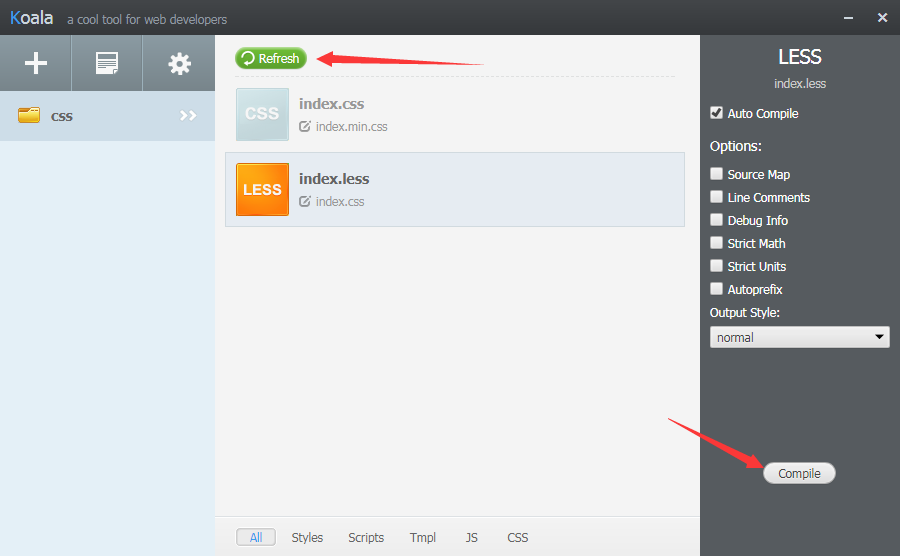 Koala a cool tool for web developers
css
Refresh
CSS
index.css
index.min.css
LESS
index.less
index.css
All Styles Scripts Tmpl JS CSS
LESS
index.less
Auto Compile
Options:
Source Map
Line Comments
Debug Info
Strict Math
Strict Units
Autoprefix
Output Style:
normal
Compile